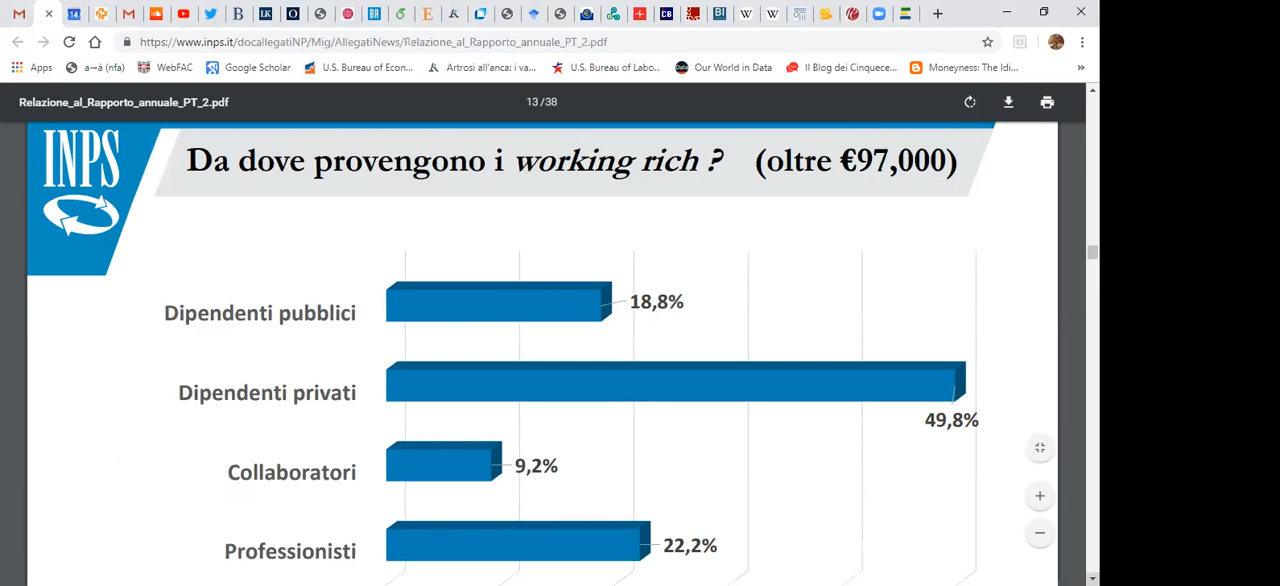 https://www.inps.it/docallegatiNP/Mig/AllegatiNews/Relazione_al_Rapporto_annuale_PT_2.pdf
Apps
a→à (nfa)
WebFAC
Google Scholar
U.S. Bureau of Econ...
Artrosi all'anca: i va...
U.S. Bureau of Labo...
Our World in Data
Il Blog dei Cinquece...
Moneyness: The Idi...
»
Relazione_al_Rapporto_annuale_PT_2.pdf
13 / 38
INPS
Da dove provengono i working rich ? (oltre €97,000)
Dipendenti pubblici
18,8%
Dipendenti privati
49,8%
Collaboratori
9,2%
Professionisti
22,2%